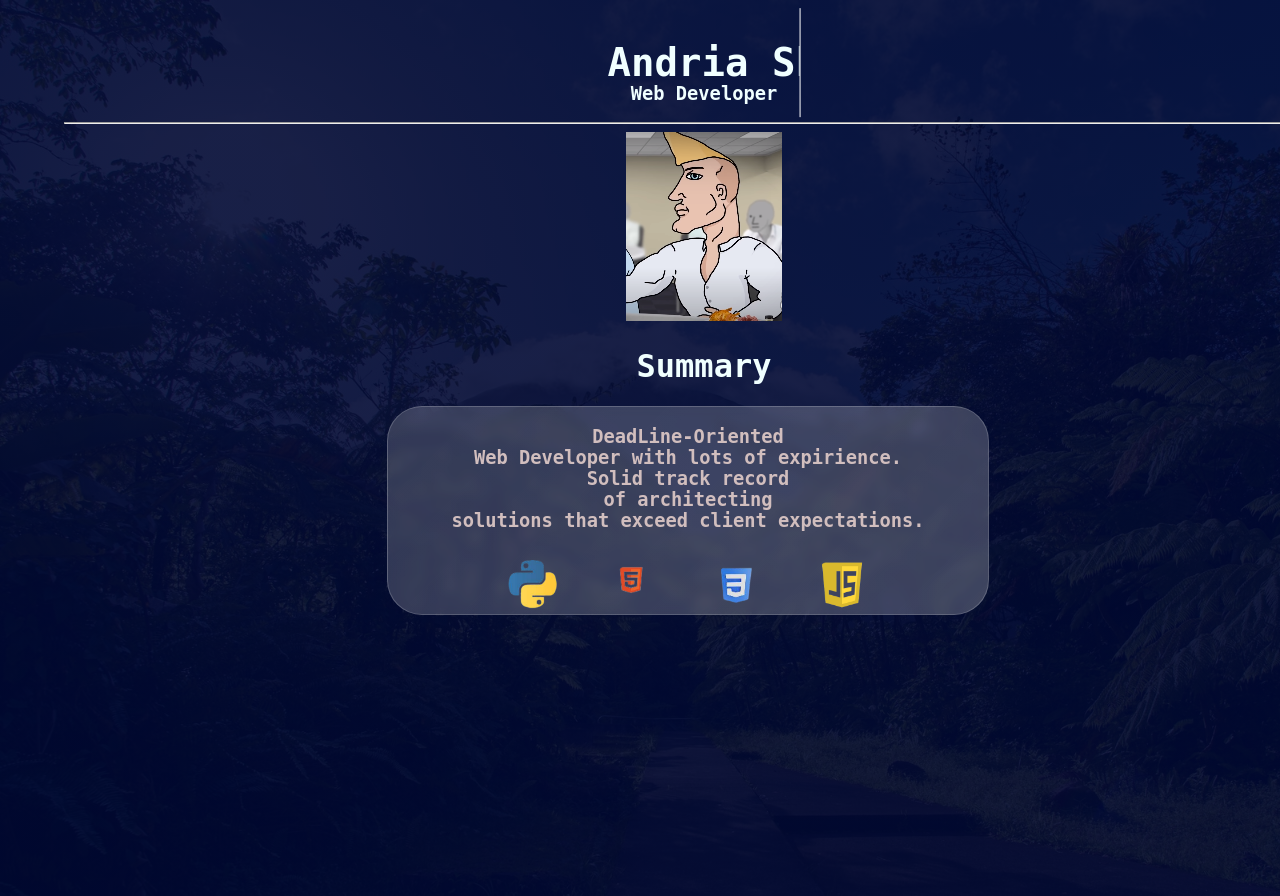 Andria S
Web Developer
Summary
DeadLine-Oriented
Web Developer with lots of expirience.
Solid track record
of architecting
solutions that exceed client expectations.
5 3 JS